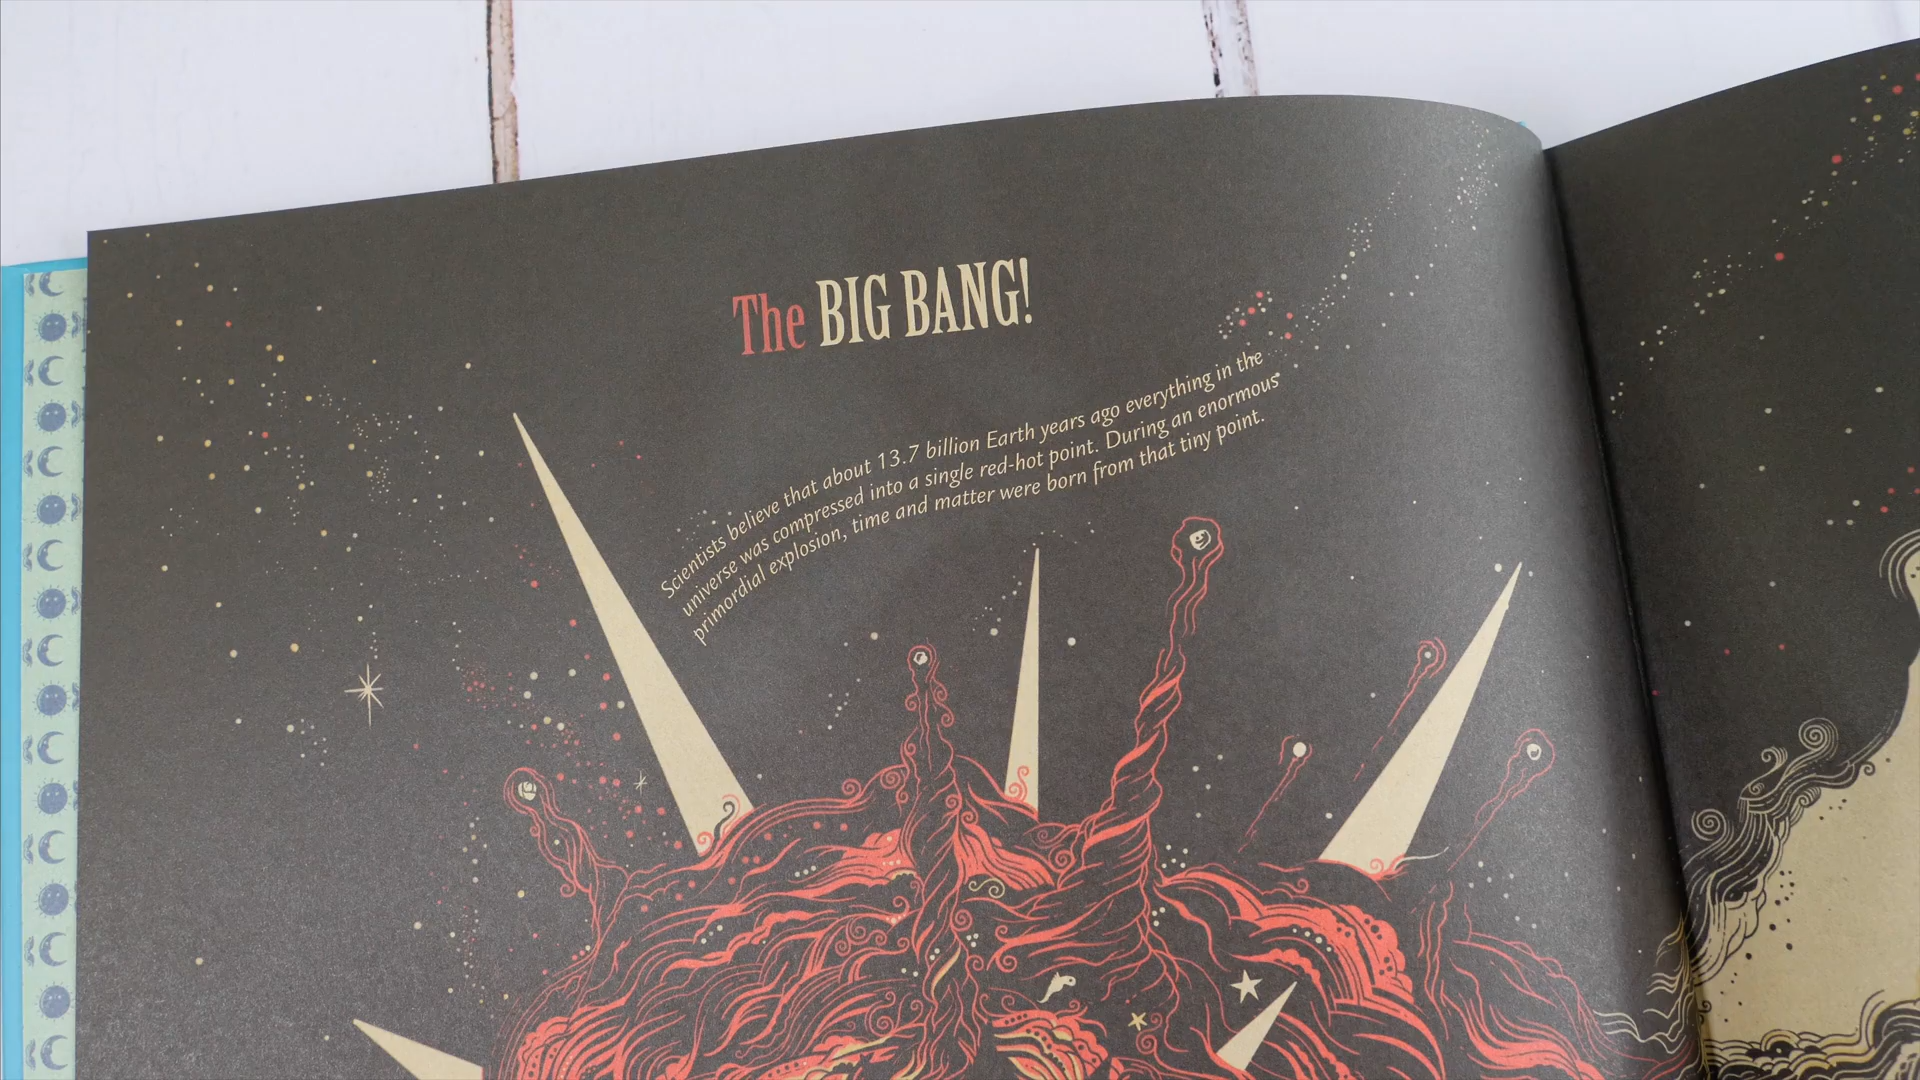 The BIG BANG!
Scientists believe that about 13.7 billion Earth years ago everything in the
universe was compressed into a single red-hot point. During an enormous
primordial explosion, time and matter were born from that tiny point.